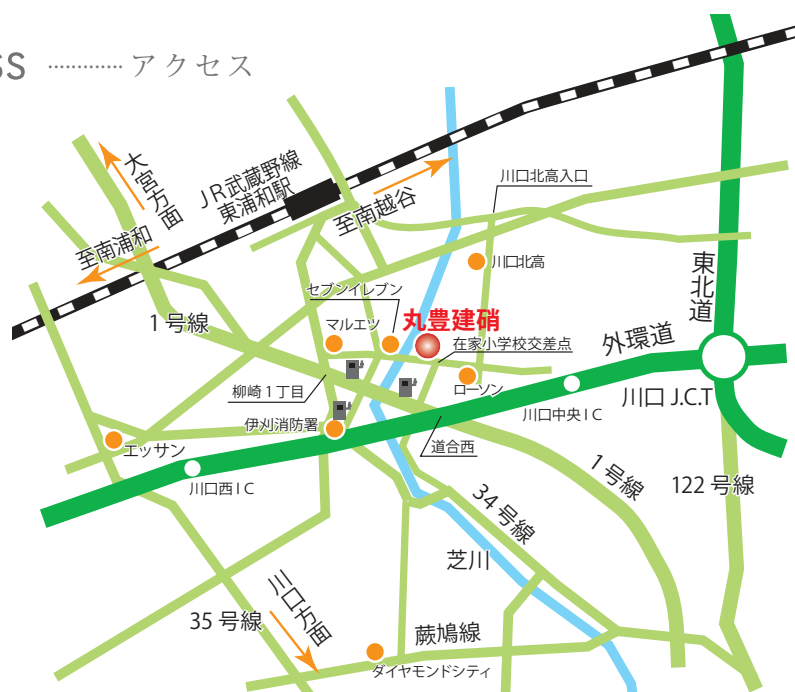 SS ············ アクセス
大宮方面
JR武蔵野線
東浦和駅
川口北高入口
至南越谷
至南浦和
川口北高
東北道
セブンイレブン
1号線
マルエツ
丸豊建硝
在家小学校交差点
外環道
柳崎1丁目
ローソン
川口J.C.T
川口中央IC
伊刈消防署
道合西
エッサン
川口西IC
1号線
122号線
34号線
芝川
川口方面
35号線
蕨鳩線
ダイヤモンドシティ